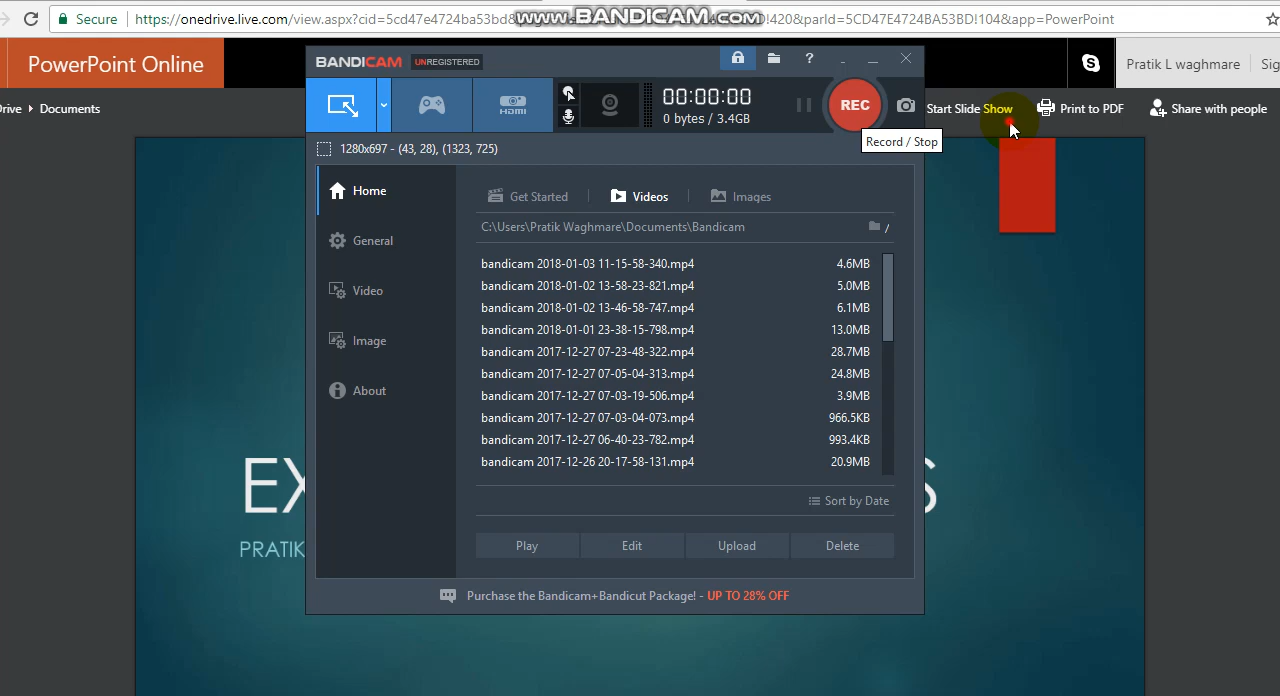 Secure https://onedrive.live.com/view.aspx?cid=5cd47e4724ba53bd&
!420&parId=5CD47E4724BA53BD!104&app=PowerPoint
www.BANDICAM.com
PowerPoint Online
Pratik L waghmare
Sig
Drive Documents
Start Slide Show
Print to PDF
Share with people
BANDICAM UNREGISTERED
?
HDMI
00:00:00
0 bytes / 3.4GB
REC
Record / Stop
1280x697 - (43, 28), (1323, 725)
Home
General
Video
Image
About
Get Started
Videos
Images
C:\Users\Pratik Waghmare\Documents\Bandicam
/
bandicam 2018-01-03 11-15-58-340.mp4 4.6MB
bandicam 2018-01-02 13-58-23-821.mp4 5.0MB
bandicam 2018-01-02 13-46-58-747.mp4 6.1MB
bandicam 2018-01-01 23-38-15-798.mp4 13.0MB
bandicam 2017-12-27 07-23-48-322.mp4 28.7MB
bandicam 2017-12-27 07-05-04-313.mp4 24.8MB
bandicam 2017-12-27 07-03-19-506.mp4 3.9MB
bandicam 2017-12-27 07-03-04-073.mp4 966.5KB
bandicam 2017-12-27 06-40-23-782.mp4 993.4KB
bandicam 2017-12-26 20-17-58-131.mp4 20.9MB
Sort by Date
Play
Edit
Upload
Delete
Purchase the Bandicam+Bandicut Package! - UP TO 28% OFF
EX
S
PRATIK